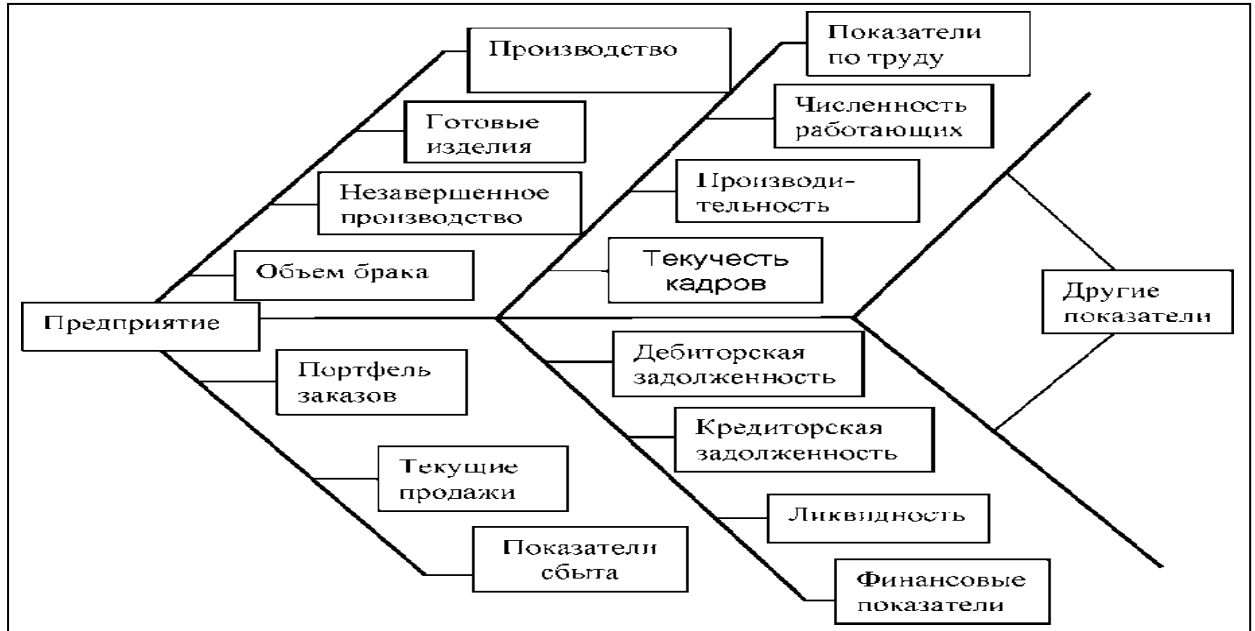 Производство
Готовые
изделия
Незавершенное
производство
Объем брака
Предприятие
Портфель
заказов
Текущие
продажи
Показатели
сбыта
Показатели
по труду
Численность
работающих
Производи-
тельность
Текучесть
кадров
Дебиторская
задолженность
Кредиторская
задолженность
Ликвидность
Финансовые
показатели
Другие
показатели